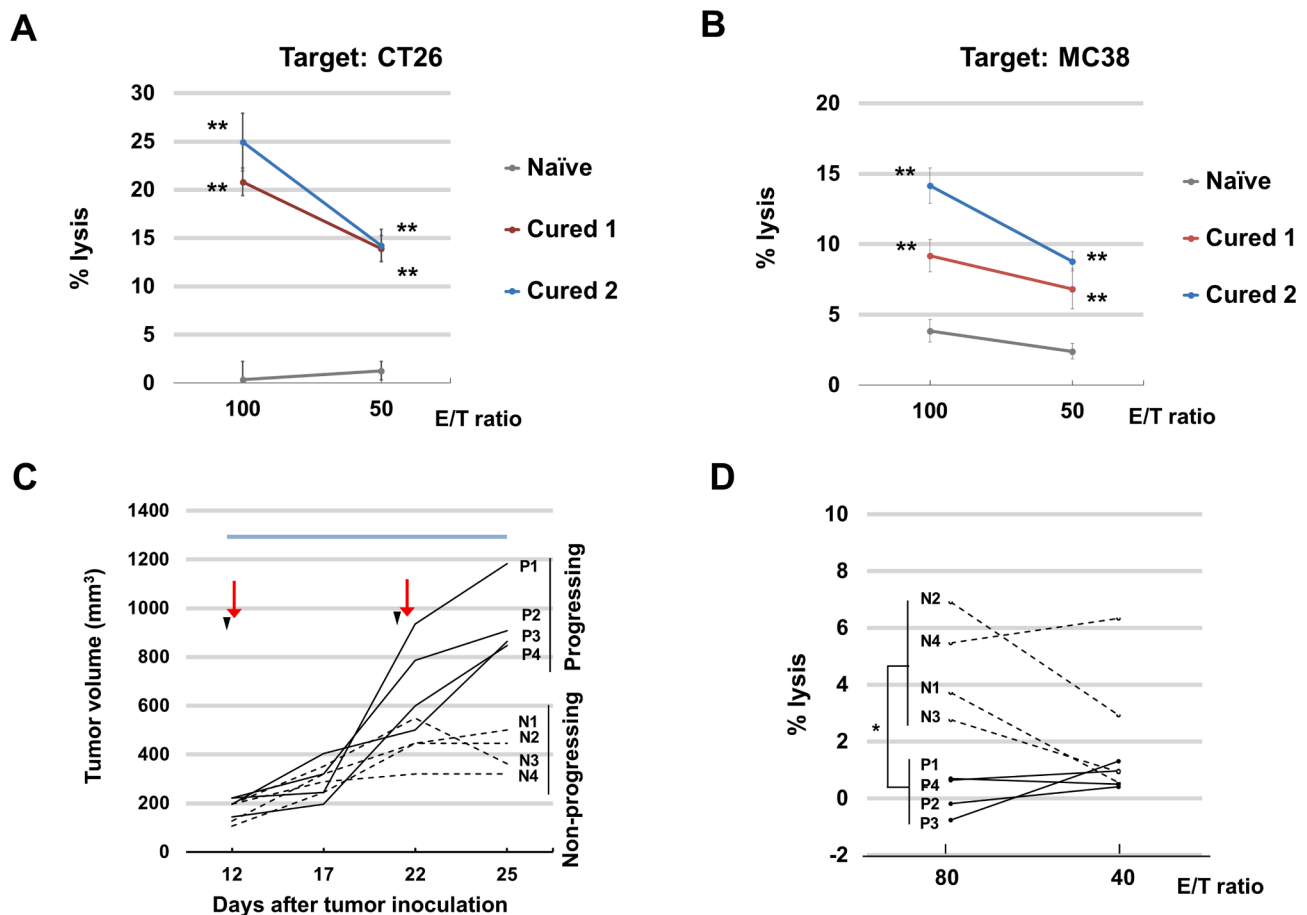 A
Target: CT26
30
25
20
15
10
5
0
% lysis
**
**
**
**
100
50
E/T ratio
Naïve
Cured 1
Cured 2
B
Target: MC38
20
15
10
5
0
% lysis
**
**
**
**
100
50
E/T ratio
Naïve
Cured 1
Cured 2
C
1400
1200
1000
800
600
400
200
0
Tumor volume (mm³)
P1
P2
P3
P4
Progressing
N1
N2
N3
N4
Non-progressing
12
17
22
25
Days after tumor inoculation
D
10
8
6
4
2
0
-2
% lysis
N2
N4
N1
N3
*
P1
P4
P2
P3
80
40
E/T ratio